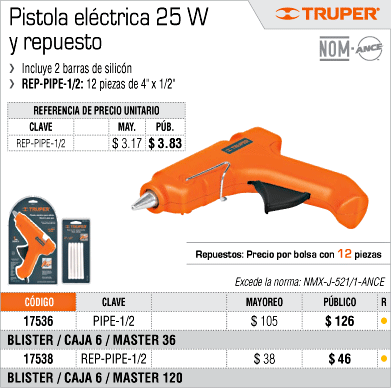 Pistola eléctrica 25 W
y repuesto
TRUPER®
NOM-ANCE
Incluye 2 barras de silicón
REP-PIPE-1/2: 12 piezas de 4" x 1/2"
REFERENCIA DE PRECIO UNITARIO
CLAVE MAY. PÚB.
REP-PIPE-1/2 $ 3.17 $ 3.83
TRUPER
Repuestos: Precio por bolsa con 12 piezas
Excede la norma: NMX-J-521/1-ANCE
CÓDIGO CLAVE MAYOREO PÚBLICO R
17536 PIPE-1/2 $ 105 $ 126
BLISTER / CAJA 6 / MASTER 36
17538 REP-PIPE-1/2 $ 38 $ 46
BLISTER / CAJA 6 / MASTER 120